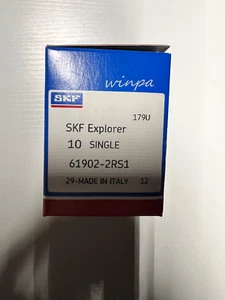 winpa
SKF
179U
SKF Explorer
10 SINGLE
61902-2RS1
29-MADE IN ITALY 12